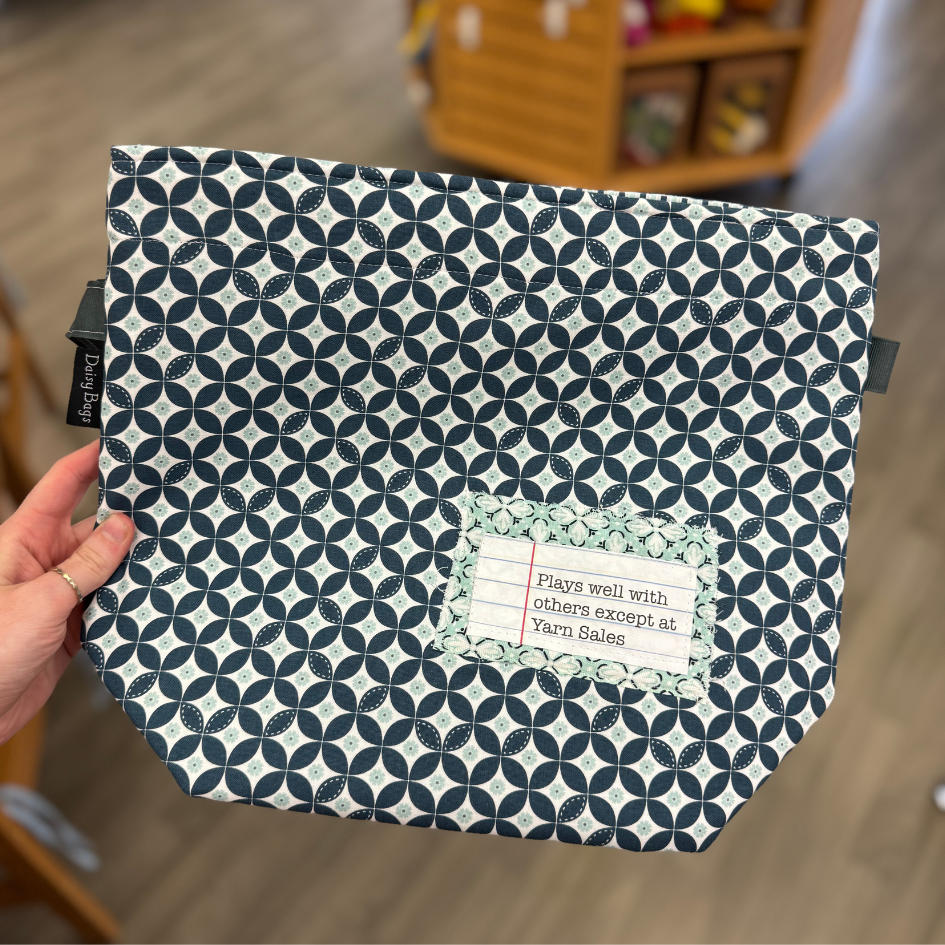 Daisy Bags
Plays well with
others except at
Yarn Sales